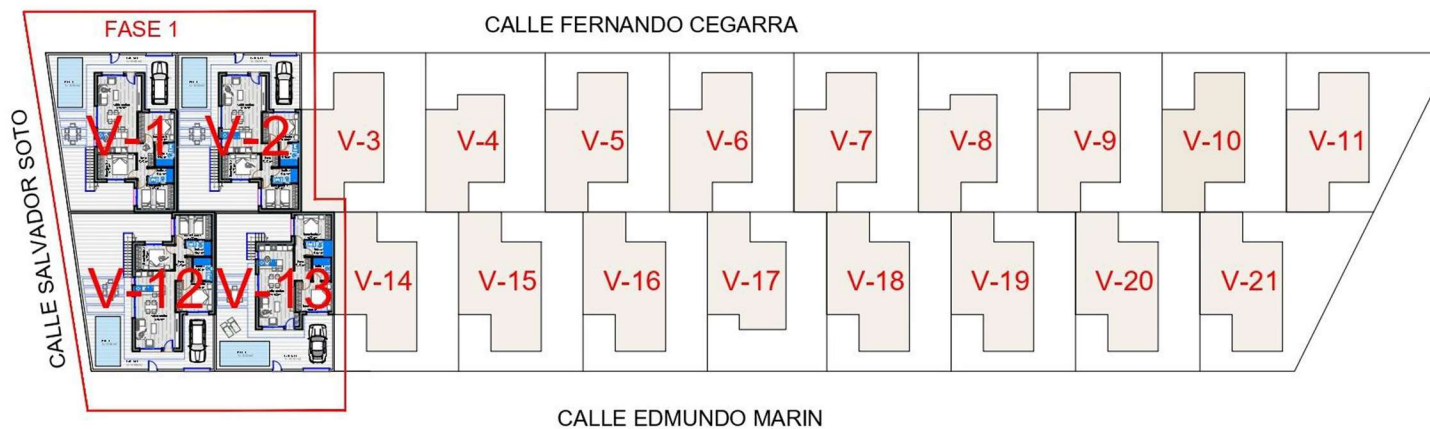 FASE 1
CALLE FERNANDO CEGARRA
CALLE SALVADOR SOTO
V-1
V-2
V-3
V-4
V-5
V-6
V-7
V-8
V-9
V-10
V-11
V-12
V-13
V-14
V-15
V-16
V-17
V-18
V-19
V-20
V-21
CALLE EDMUNDO MARIN